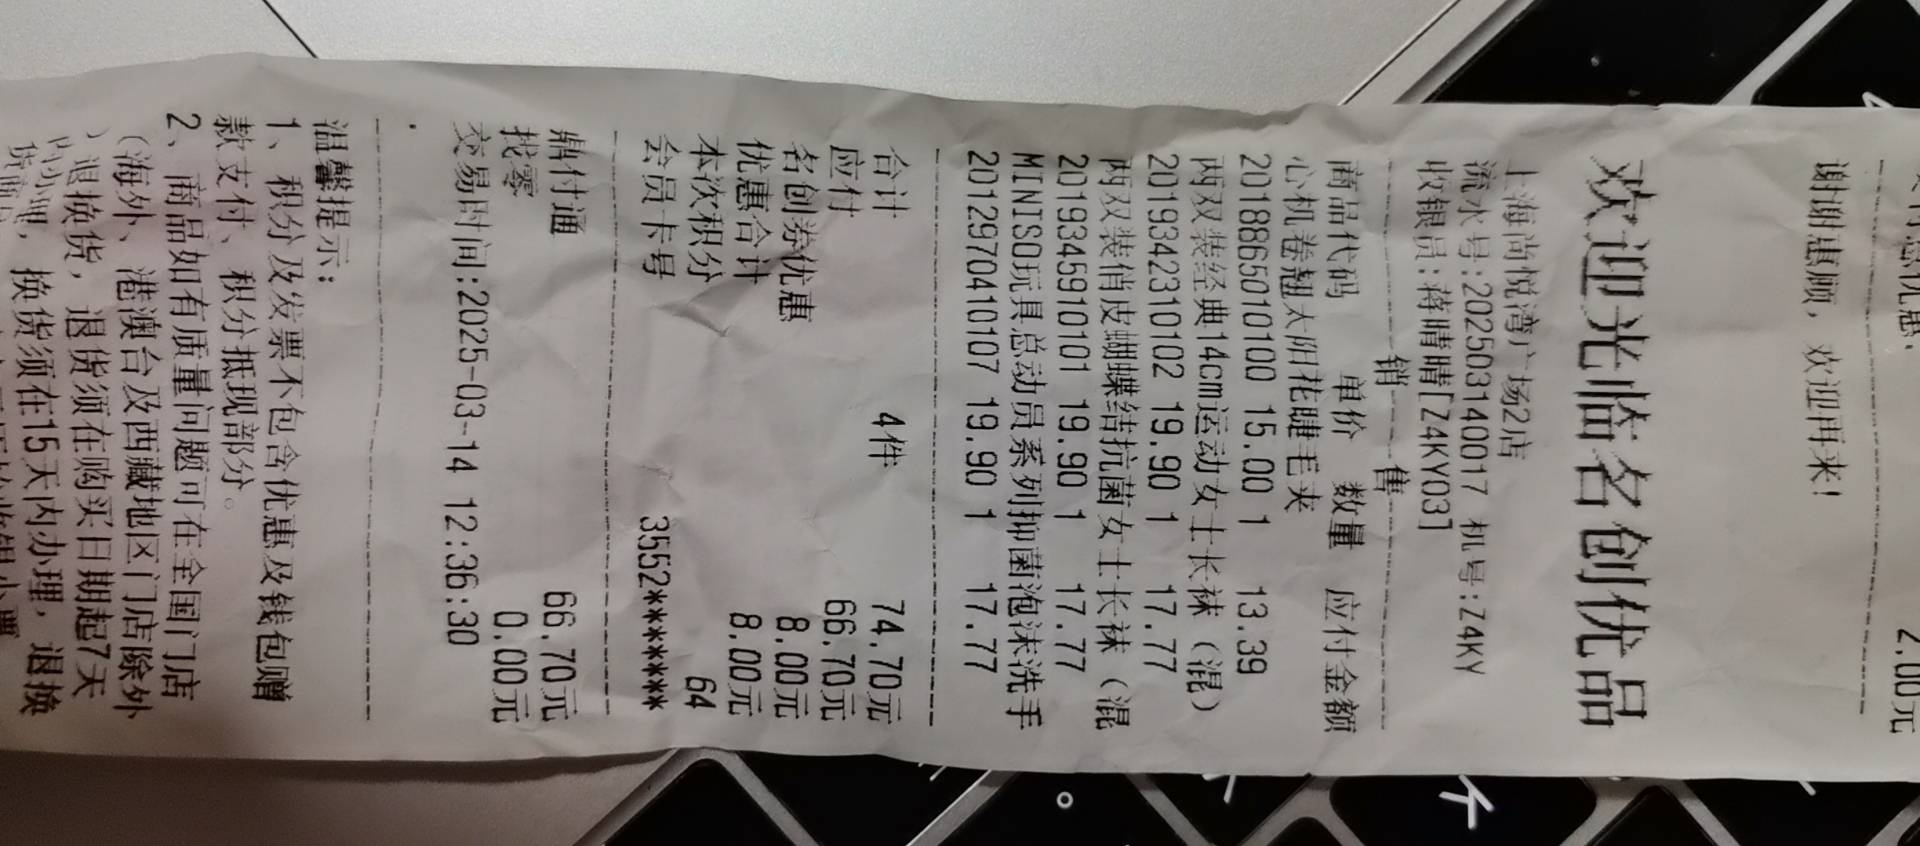 2.00元
谢谢惠顾，欢迎再来！
欢迎光临名创优品
上海尚悦湾广场2店
流水号:2025031400017 机号:Z4KY
收银员:蒋晴晴[Z4KY03]
销 售
商品代码 单价 数量 应付金额
心机卷翘太阳花睫毛夹
2018865010100 15.00 1 13.39
两双装经典14cm运动女士长袜（混）
2019342310102 19.90 1 17.77
两双装俏皮蝴蝶结抗菌女士长袜（混
2019345910101 19.90 1 17.77
MINISO玩具总动员系列抑菌泡沫洗手
2012970410107 19.90 1 17.77
合计 4件 74.70元
应付 66.70元
名创券优惠 8.00元
优惠合计 8.00元
本次积分 64
会员卡号 3552*********
鼎付通 66.70元
找零 0.00元
交易时间:2025-03-14 12:36:30
温馨提示:
1、积分及发票不包含优惠及钱包赠
款支付、积分抵现部分。
2、商品如有质量问题可在全国门店
（海外、港澳台及西藏地区门店除外
）退换货，退货须在购买日期起7天
内办理，换货须在15天内办理，退换